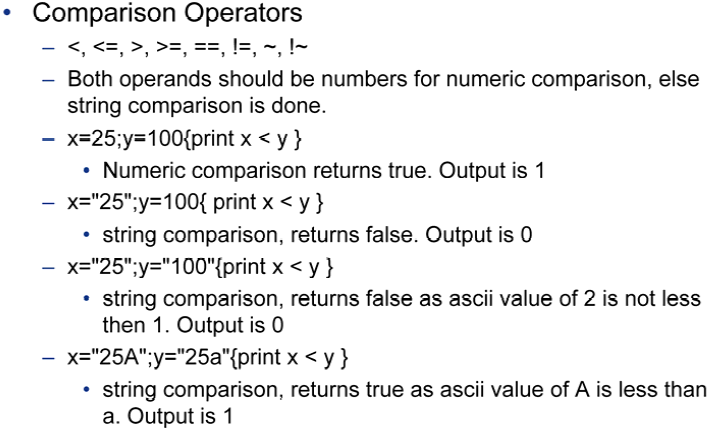 • Comparison Operators
– <, <=, >, >=, ==, !=, ~, !~
– Both operands should be numbers for numeric comparison, else
string comparison is done.
– x=25;y=100{print x < y }
• Numeric comparison returns true. Output is 1
– x="25";y=100{ print x < y }
• string comparison, returns false. Output is 0
– x="25";y="100"{print x < y }
• string comparison, returns false as ascii value of 2 is not less
then 1. Output is 0
– x="25A";y="25a"{print x < y }
• string comparison, returns true as ascii value of A is less than
a. Output is 1